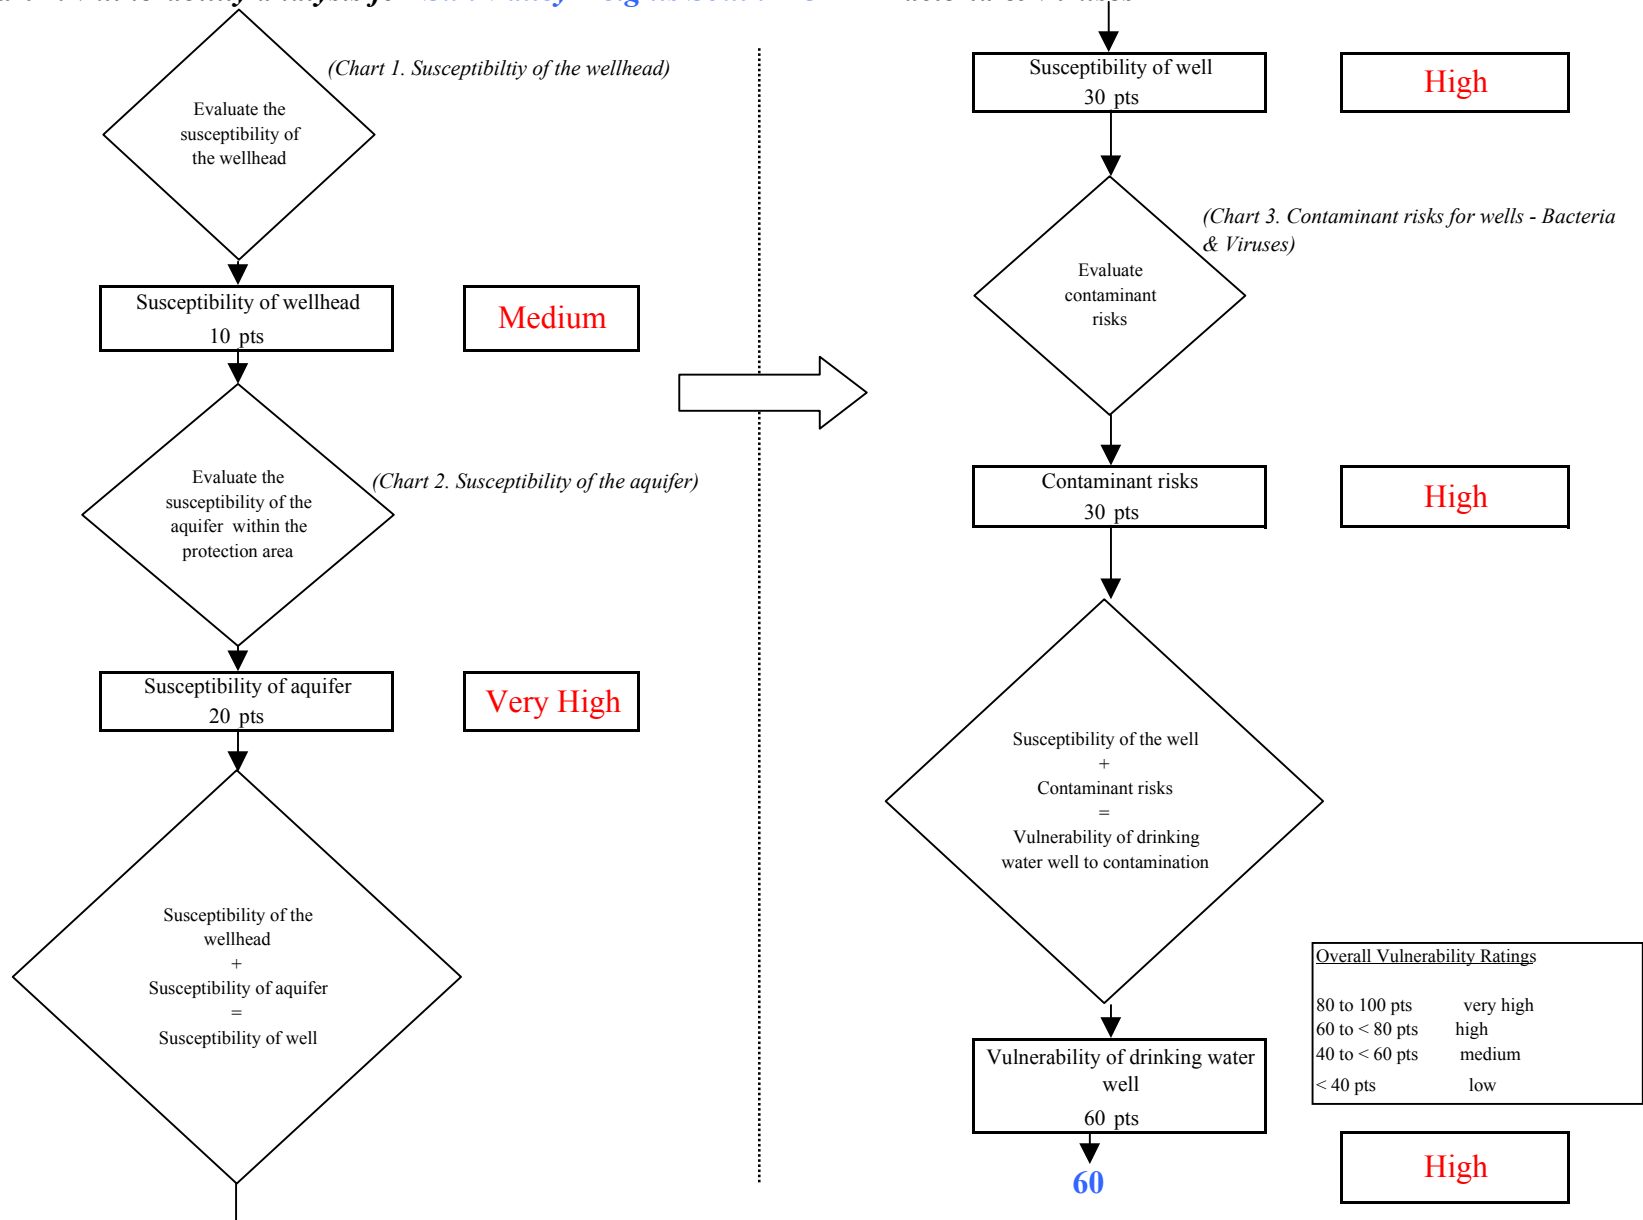 (Chart 1. Susceptibiltiy of the wellhead)
Evaluate the
susceptibility of
the wellhead
Susceptibility of wellhead
10 pts
Medium
Evaluate the
susceptibility of the
aquifer within the
protection area
(Chart 2. Susceptibility of the aquifer)
Susceptibility of aquifer
20 pts
Very High
Susceptibility of the
wellhead
+
Susceptibility of aquifer
=
Susceptibility of well
Susceptibility of well
30 pts
High
(Chart 3. Contaminant risks for wells - Bacteria
& Viruses)
Evaluate
contaminant
risks
Contaminant risks
30 pts
High
Susceptibility of the well
+
Contaminant risks
=
Vulnerability of drinking
water well to contamination
Overall Vulnerability Ratings
80 to 100 pts very high
60 to < 80 pts high
40 to < 60 pts medium
< 40 pts low
Vulnerability of drinking water
well
60 pts
60
High